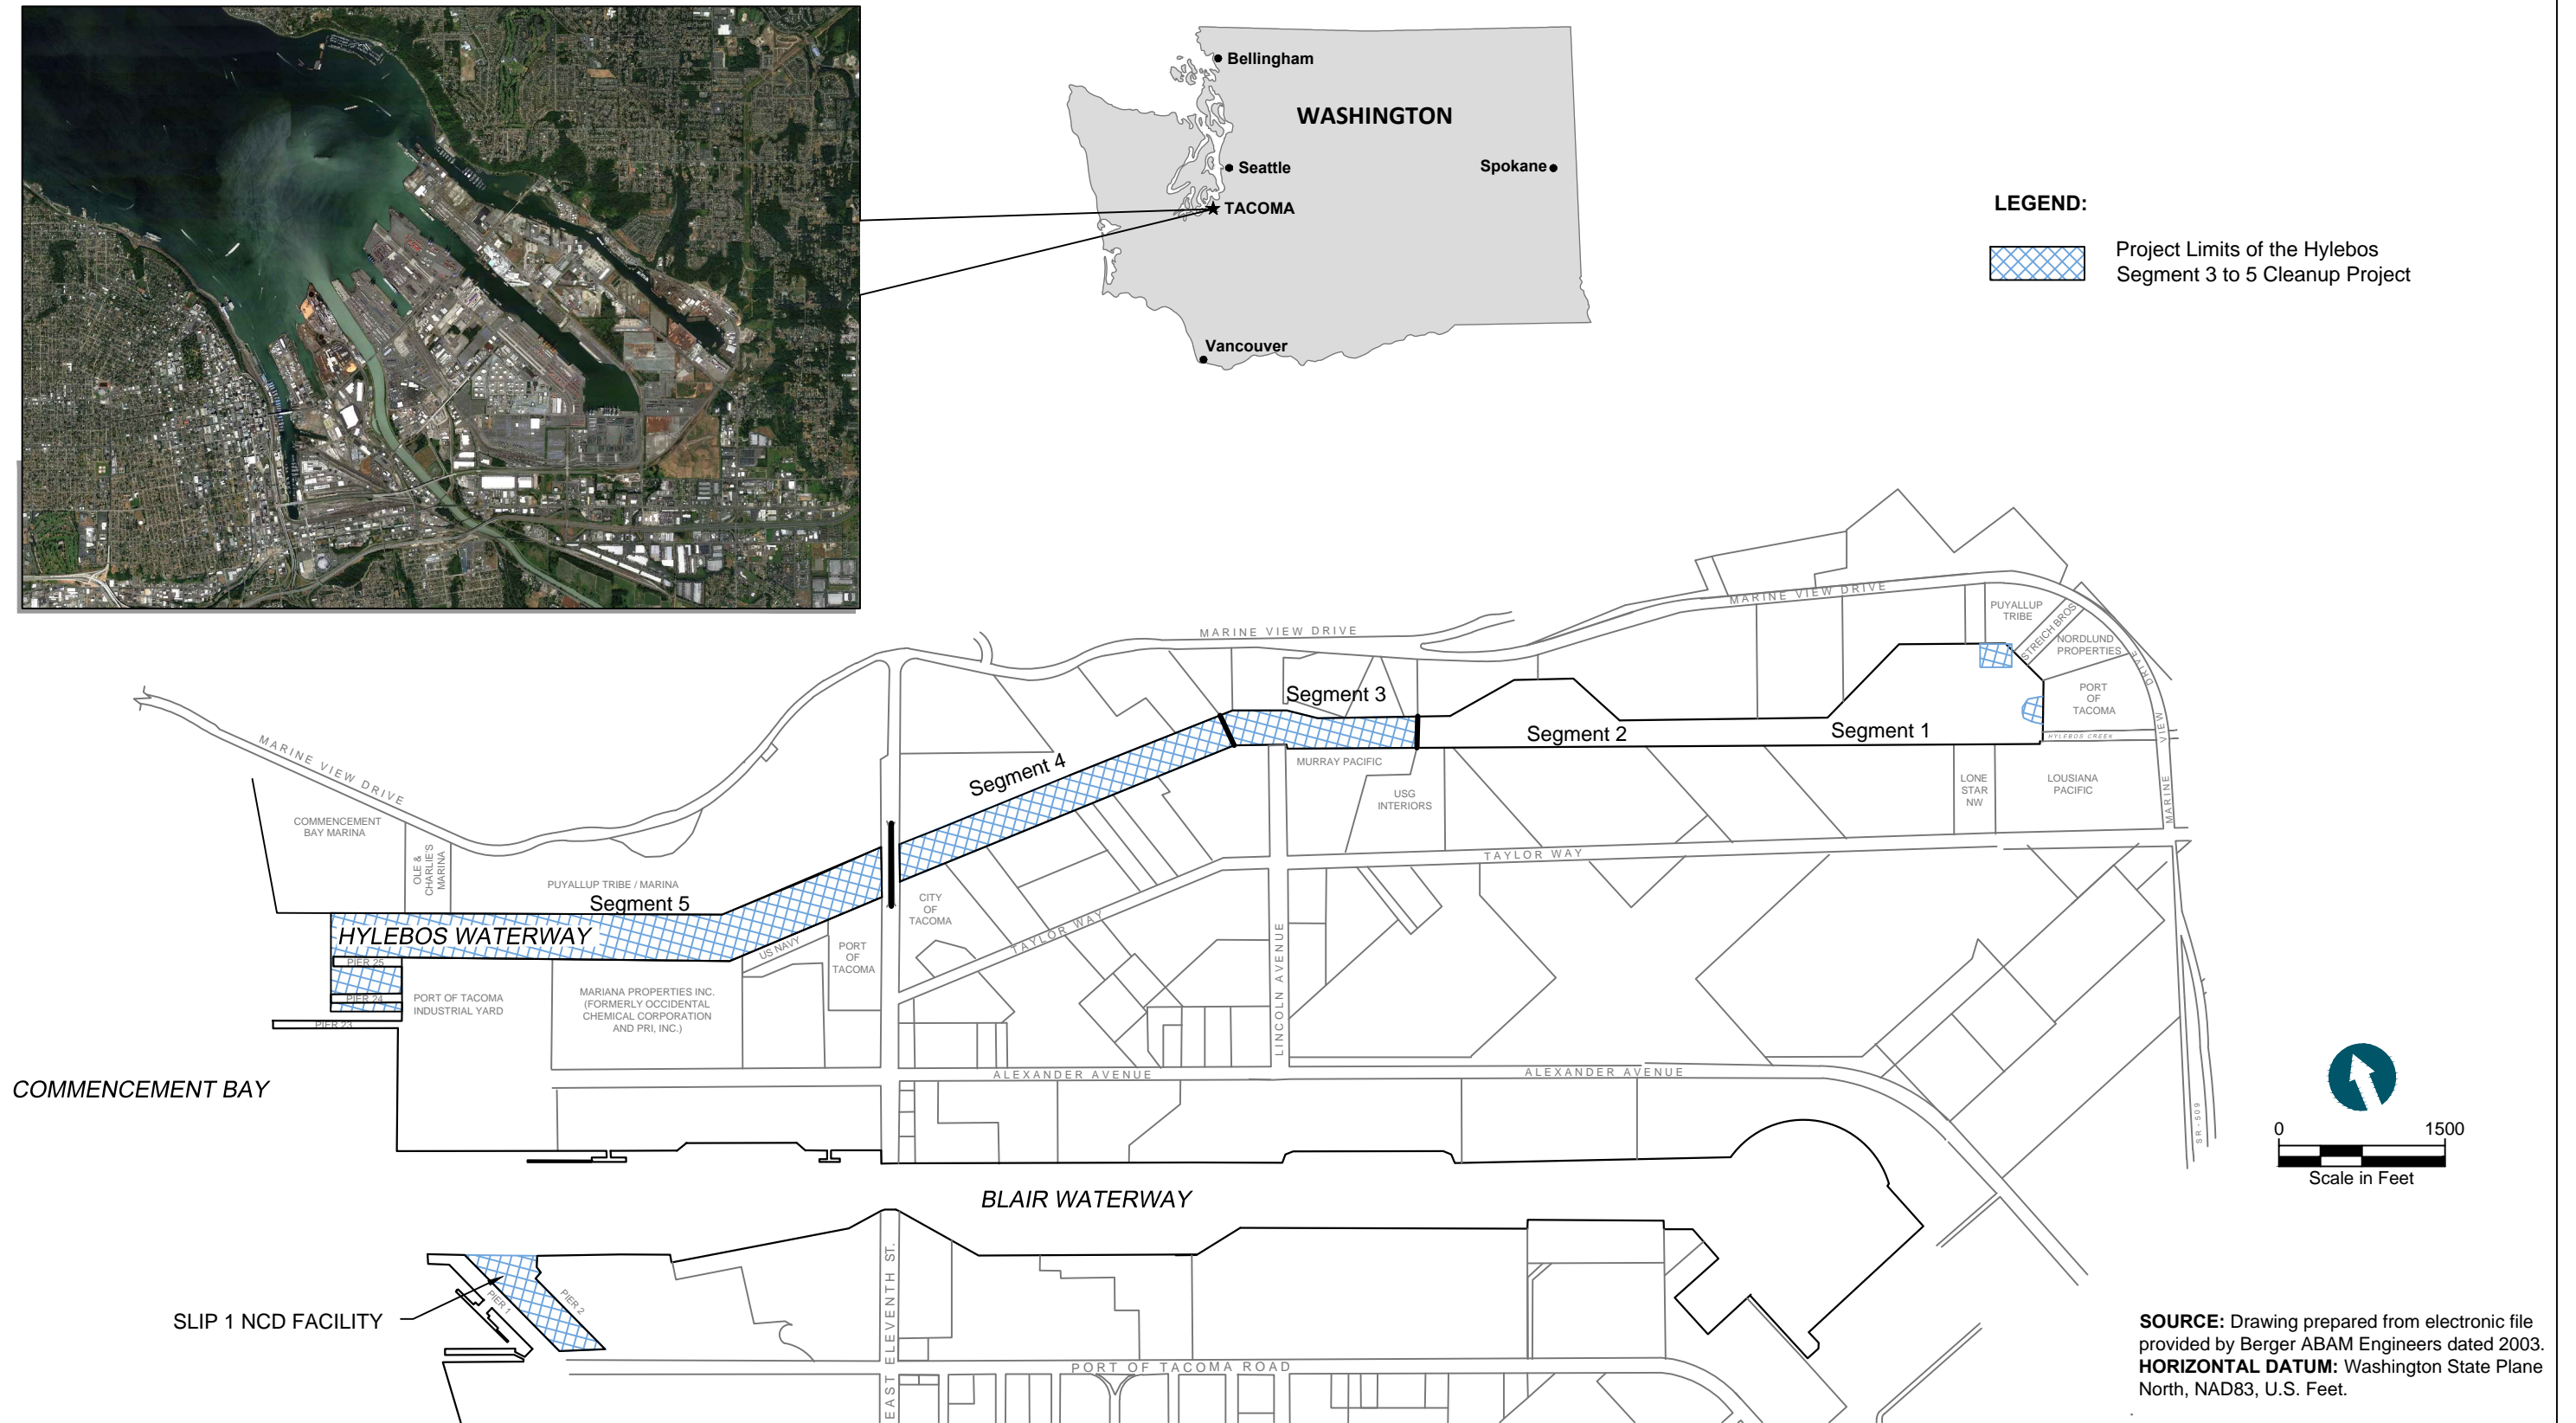 Bellingham
WASHINGTON
Seattle
Spokane
TACOMA
Vancouver
LEGEND:
Project Limits of the Hylebos
Segment 3 to 5 Cleanup Project
MARINE VIEW DRIVE
MARINE VIEW DRIVE
MARINE VIEW DRIVE
MARINE VIEW DRIVE
PUYALLUP
TRIBE
STREICH BROS
NORDLUND
PROPERTIES
PORT
OF
TACOMA
HYLEBOS CREEK
Segment 3
Segment 2
Segment 1
Segment 4
MURRAY PACIFIC
USG
INTERIORS
LONE
STAR
NW
LOUSIANA
PACIFIC
COMMENCEMENT
BAY MARINA
OLE &
CHARLIE'S
MARINA
PUYALLUP TRIBE / MARINA
Segment 5
HYLEBOS WATERWAY
CITY
OF
TACOMA
TAYLOR WAY
TAYLOR WAY
US NAVY
PORT
OF
TACOMA
PIER 25
PIER 24
PIER 23
PORT OF TACOMA
INDUSTRIAL YARD
MARIANA PROPERTIES INC.
(FORMERLY OCCIDENTAL
CHEMICAL CORPORATION
AND PRI, INC.)
LINCOLN AVENUE
ALEXANDER AVENUE
ALEXANDER AVENUE
COMMENCEMENT BAY
SR-509
0 1500
Scale in Feet
BLAIR WATERWAY
SLIP 1 NCD FACILITY
PIER 1
PIER 2
EAST ELEVENTH ST.
PORT OF TACOMA ROAD
SOURCE: Drawing prepared from electronic file
provided by Berger ABAM Engineers dated 2003.
HORIZONTAL DATUM: Washington State Plane
North, NAD83, U.S. Feet.